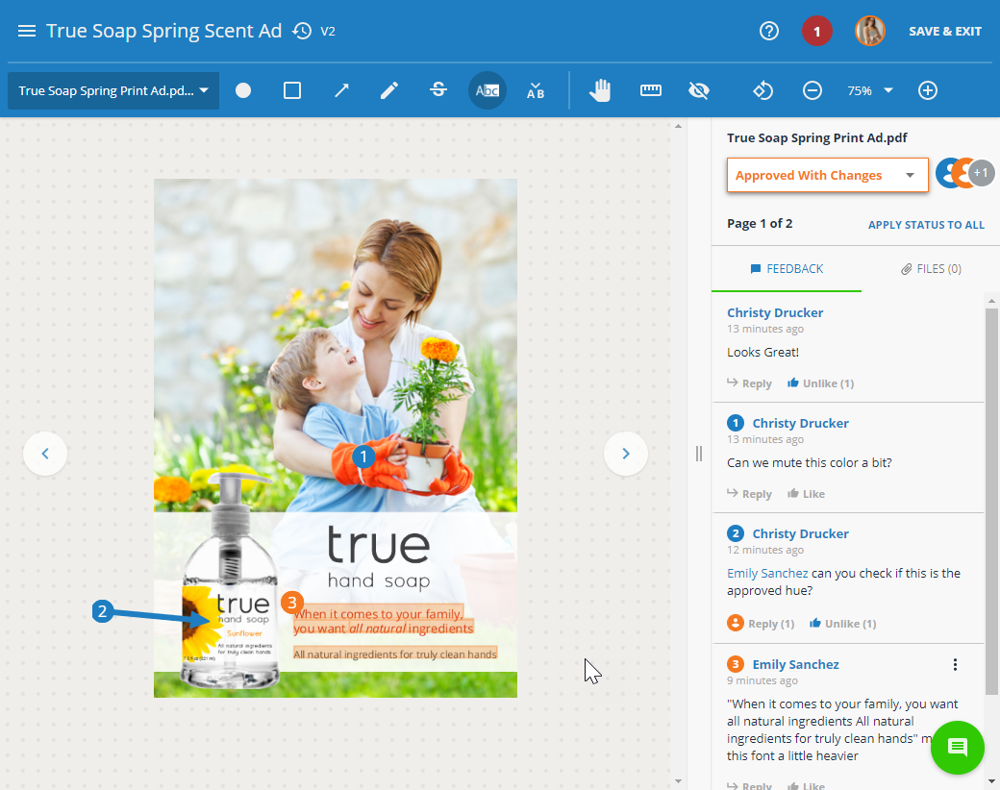 True Soap Spring Scent Ad V2
1
SAVE & EXIT
True Soap Spring Print Ad.pd...
Abc
AB
75%
True Soap Spring Print Ad.pdf
Approved With Changes
+1
Page 1 of 2
APPLY STATUS TO ALL
FEEDBACK
FILES (0)
Christy Drucker
13 minutes ago
Looks Great!
Reply Unlike (1)
1 Christy Drucker
13 minutes ago
Can we mute this color a bit?
Reply Like
2 Christy Drucker
12 minutes ago
Emily Sanchez can you check if this is the
approved hue?
Reply (1) Unlike (1)
3 Emily Sanchez
9 minutes ago
"When it comes to your family, you want
all natural ingredients All natural
ingredients for truly clean hands"
this font a little heavier
Reply Like
1
true
hand soap
3
When it comes to your family,
you want all natural ingredients
All natural ingredients for truly clean hands
2
true
hand soap
Sunflower
All natural ingredients
for truly clean hands